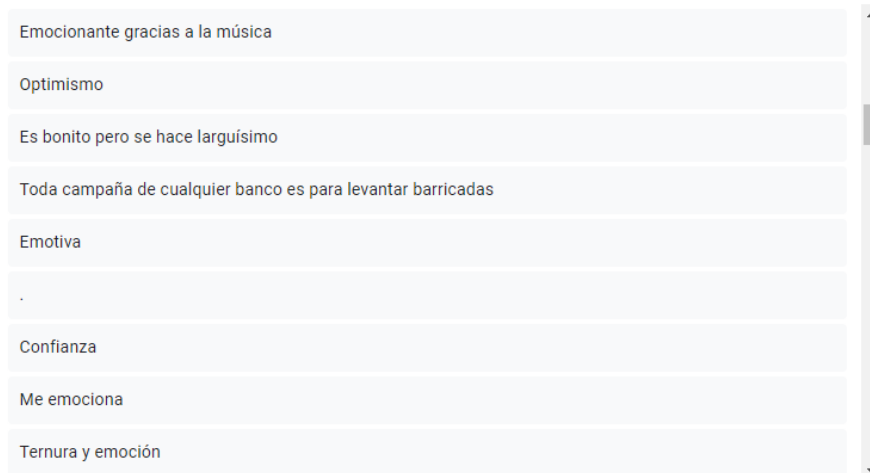 Emocionante gracias a la música
Optimismo
Es bonito pero se hace larguísimo
Toda campaña de cualquier banco es para levantar barricadas
Emotiva
.
Confianza
Me emociona
Ternura y emoción